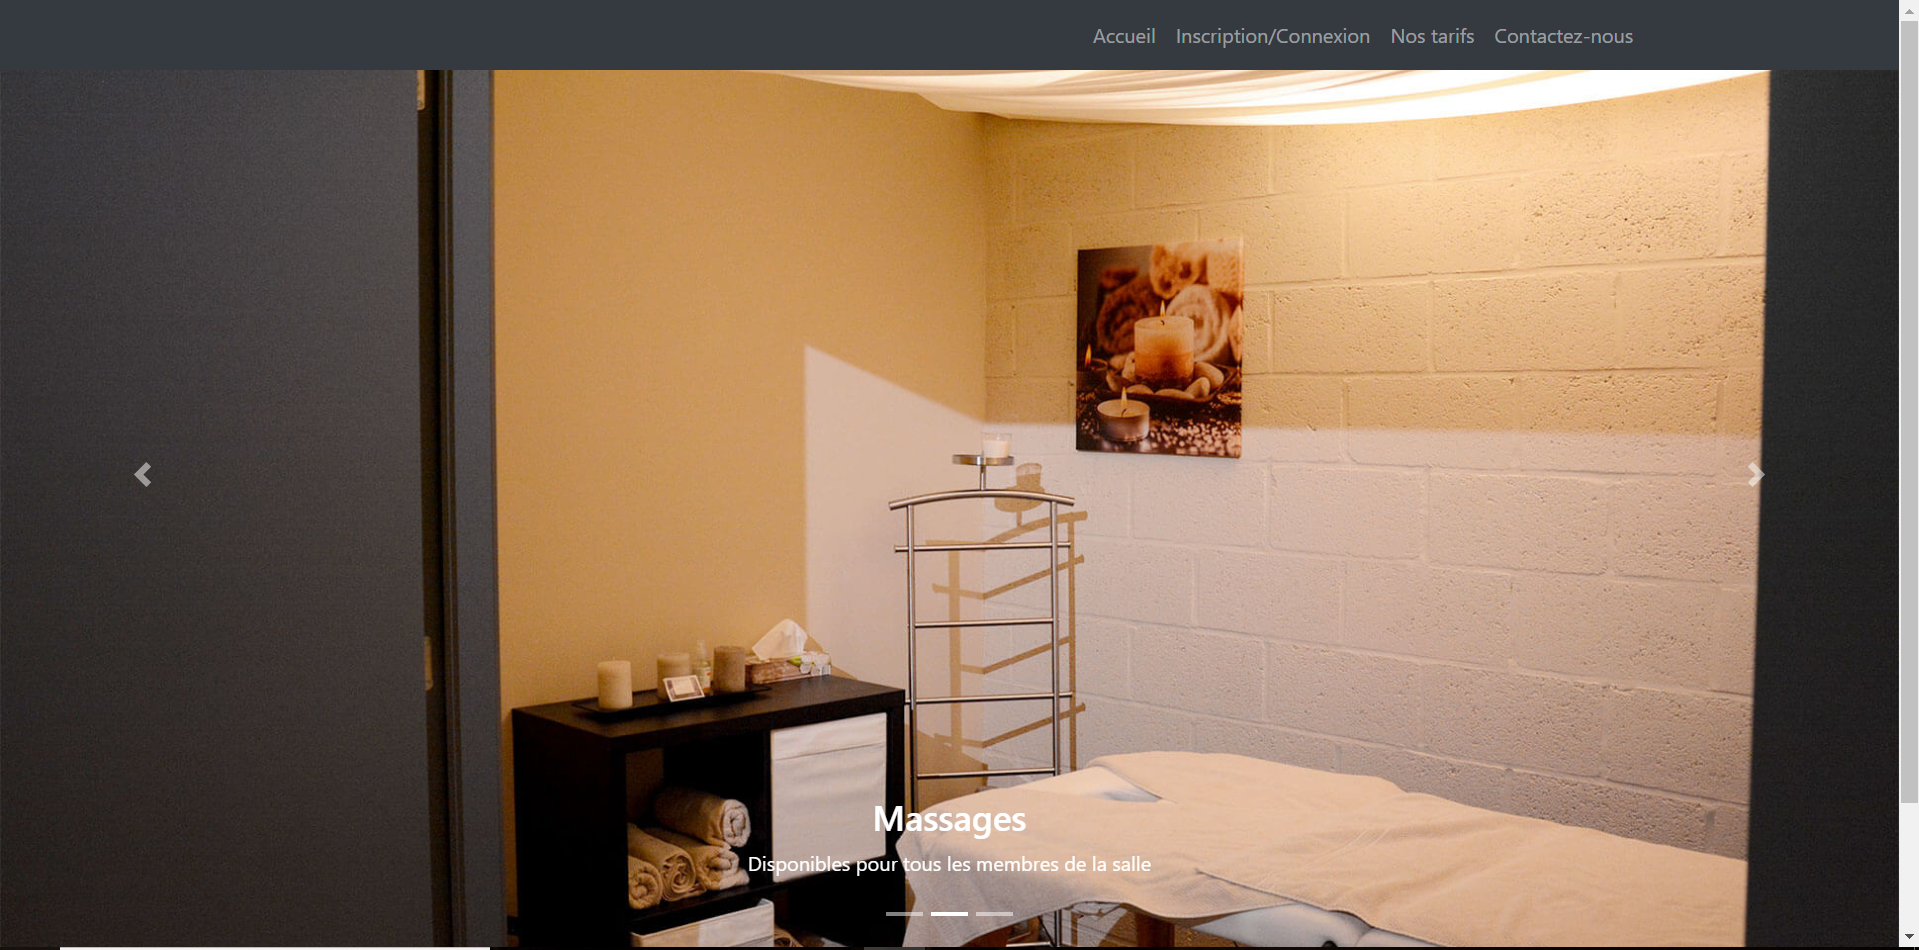 Accueil Inscription/Connexion Nos tarifs Contactez-nous
Massages
Disponibles pour tous les membres de la salle